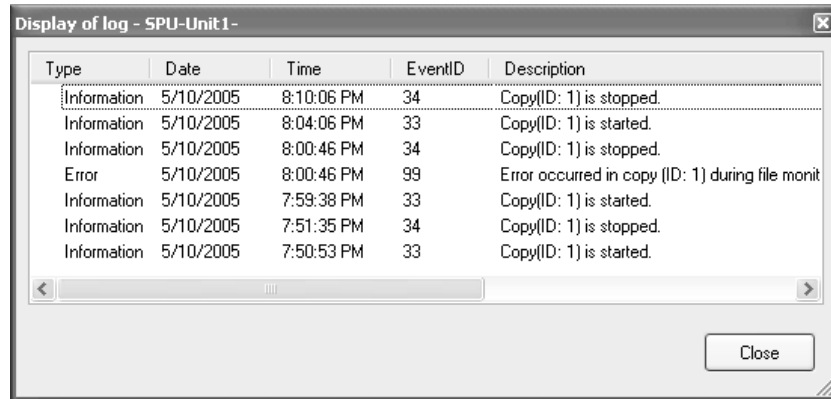 Display of log - SPU-Unit1-
Type Date Time EventID Description
Information 5/10/2005 8:10:06 PM 34 Copy(ID: 1) is stopped.
Information 5/10/2005 8:04:06 PM 33 Copy(ID: 1) is started.
Information 5/10/2005 8:00:46 PM 34 Copy(ID: 1) is stopped.
Error 5/10/2005 8:00:46 PM 99 Error occurred in copy (ID: 1) during file monit
Information 5/10/2005 7:59:38 PM 33 Copy(ID: 1) is started.
Information 5/10/2005 7:51:35 PM 34 Copy(ID: 1) is stopped.
Information 5/10/2005 7:50:53 PM 33 Copy(ID: 1) is started.
Close